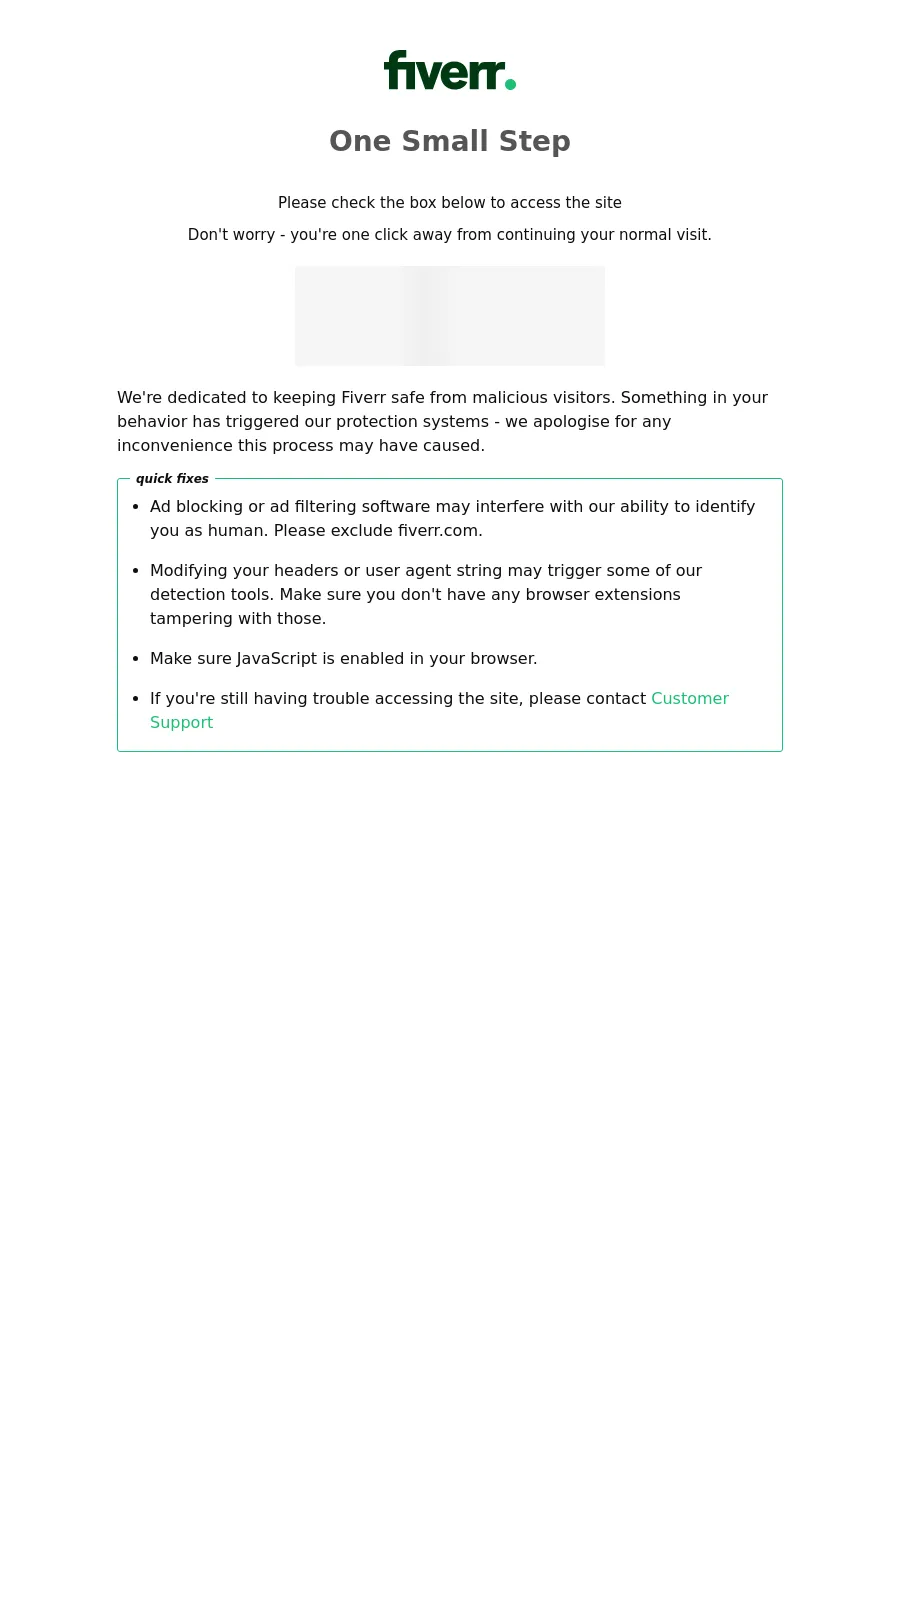 fiverr.
One Small Step
Please check the box below to access the site
Don't worry - you're one click away from continuing your normal visit.
We're dedicated to keeping Fiverr safe from malicious visitors. Something in your
behavior has triggered our protection systems - we apologise for any
inconvenience this process may have caused.
quick fixes
• Ad blocking or ad filtering software may interfere with our ability to identify
you as human. Please exclude fiverr.com.
• Modifying your headers or user agent string may trigger some of our
detection tools. Make sure you don't have any browser extensions
tampering with those.
• Make sure JavaScript is enabled in your browser.
• If you're still having trouble accessing the site, please contact Customer
Support